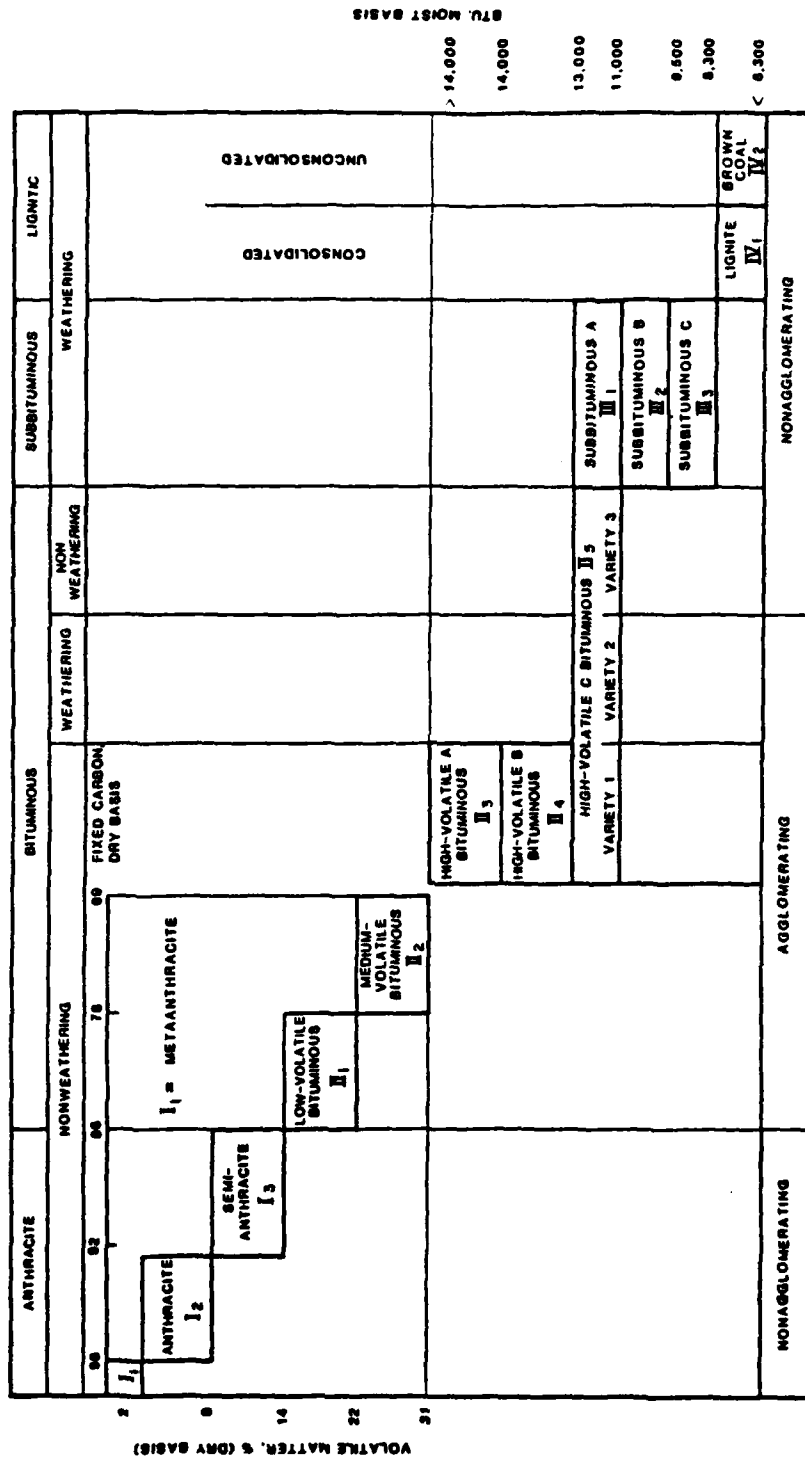 ANTHRACITE
BITUMINOUS
SUBBITUMINOUS
LIGNITIC
NONWEATHERING
WEATHERING
NON
WEATHERING
WEATHERING
98
92
86
78
69
FIXED CARBON,
DRY BASIS
VOLATILE MATTER, % (DRY BASIS)
2
8
14
22
31
I1
I1 = METAANTHRACITE
ANTHRACITE
I2
SEMI-
ANTHRACITE
I3
LOW-VOLATILE
BITUMINOUS
II1
MEDIUM-
VOLATILE
BITUMINOUS
II2
CONSOLIDATED
UNCONSOLIDATED
HIGH-VOLATILE A
BITUMINOUS
II3
HIGH-VOLATILE B
BITUMINOUS
II4
HIGH-VOLATILE C BITUMINOUS II5
VARIETY 1
VARIETY 2
VARIETY 3
SUBBITUMINOUS A
III1
SUBBITUMINOUS B
III2
SUBBITUMINOUS C
III3
LIGNITE
IV1
BROWN
COAL
IV2
BTU. MOIST BASIS
> 14,000
14,000
13,000
11,000
9,500
8,300
< 8,300
NONAGGLOMERATING
AGGLOMERATING
NONAGGLOMERATING